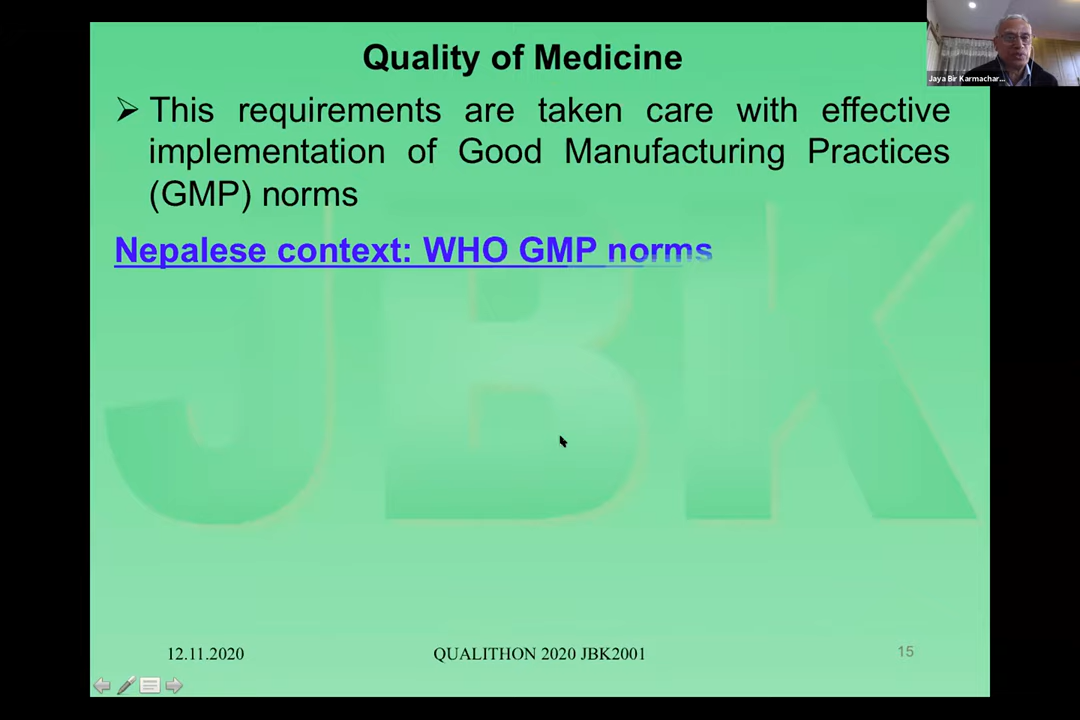 Quality of Medicine
Jaya Bir Karmachar...
➢ This requirements are taken care with effective
implementation of Good Manufacturing Practices
(GMP) norms
Nepalese context: WHO GMP norms
JBK
12.11.2020 QUALITHON 2020 JBK2001 15